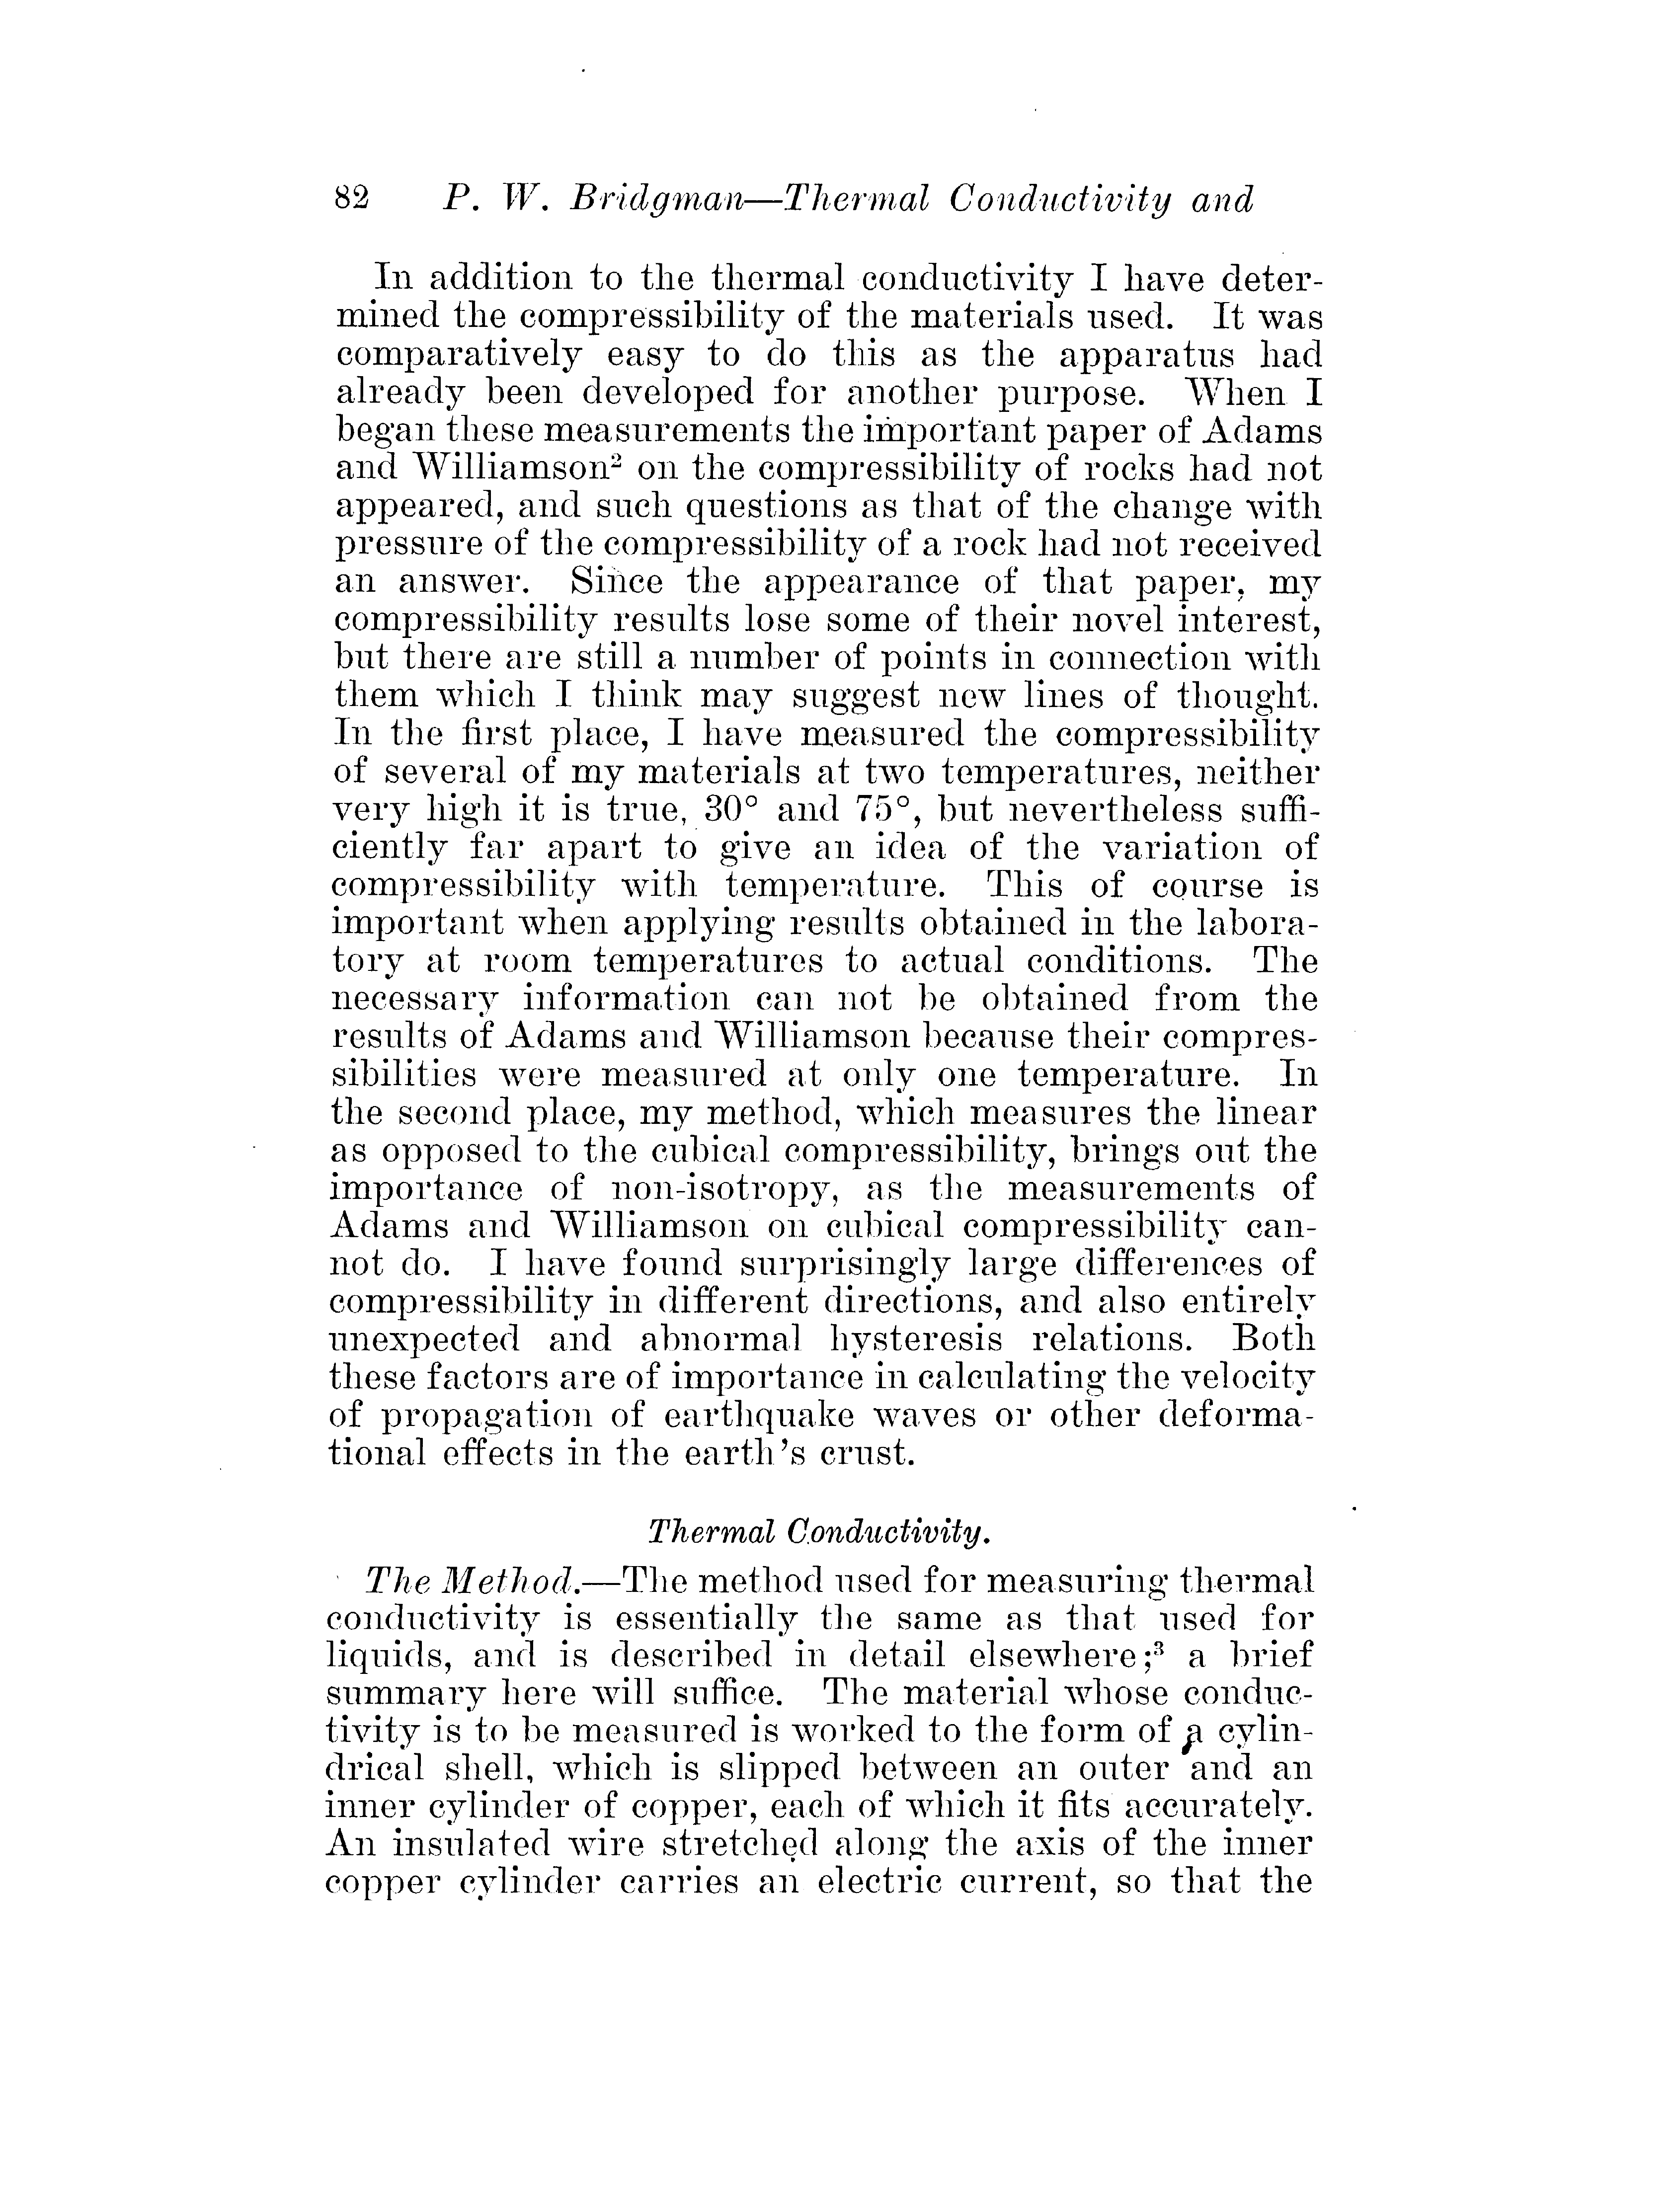 82 P. W. Bridgman—Thermal Conductivity and
In addition to the thermal conductivity I have deter-
mined the compressibility of the materials used. It was
comparatively easy to do this as the apparatus had
already been developed for another purpose. When I
began these measurements the important paper of Adams
and Williamson² on the compressibility of rocks had not
appeared, and such questions as that of the change with
pressure of the compressibility of a rock had not received
an answer. Since the appearance of that paper, my
compressibility results lose some of their novel interest,
but there are still a number of points in connection with
them which I think may suggest new lines of thought.
In the first place, I have measured the compressibility
of several of my materials at two temperatures, neither
very high it is true, 30° and 75°, but nevertheless suffi-
ciently far apart to give an idea of the variation of
compressibility with temperature. This of course is
important when applying results obtained in the labora-
tory at room temperatures to actual conditions. The
necessary information can not be obtained from the
results of Adams and Williamson because their compres-
sibilities were measured at only one temperature. In
the second place, my method, which measures the linear
as opposed to the cubical compressibility, brings out the
importance of non-isotropy, as the measurements of
Adams and Williamson on cubical compressibility can-
not do. I have found surprisingly large differences of
compressibility in different directions, and also entirely
unexpected and abnormal hysteresis relations. Both
these factors are of importance in calculating the velocity
of propagation of earthquake waves or other deforma-
tional effects in the earth's crust.
Thermal Conductivity.
The Method.—The method used for measuring thermal
conductivity is essentially the same as that used for
liquids, and is described in detail elsewhere;³ a brief
summary here will suffice. The material whose conduc-
tivity is to be measured is worked to the form of a cylin-
drical shell, which is slipped between an outer and an
inner cylinder of copper, each of which it fits accurately.
An insulated wire stretched along the axis of the inner
copper cylinder carries an electric current, so that the